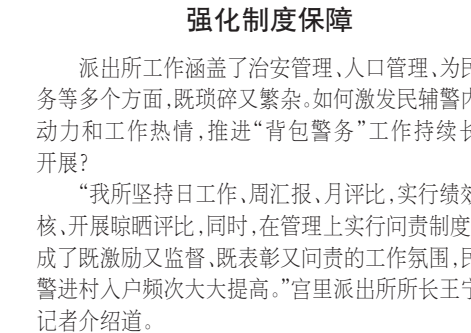 强化制度保障
派出所工作涵盖了治安管理、人口管理、为民
务等多个方面,既琐碎又繁杂。如何激发民辅警内
动力和工作热情,推进“背包警务”工作持续长
开展?
“我所坚持日工作、周汇报、月评比,实行绩效
核、开展晾晒评比,同时,在管理上实行问责制度
成了既激励又监督、既表彰又问责的工作氛围,民
警进村入户频次大大提高。”宫里派出所所长王宁
记者介绍道。